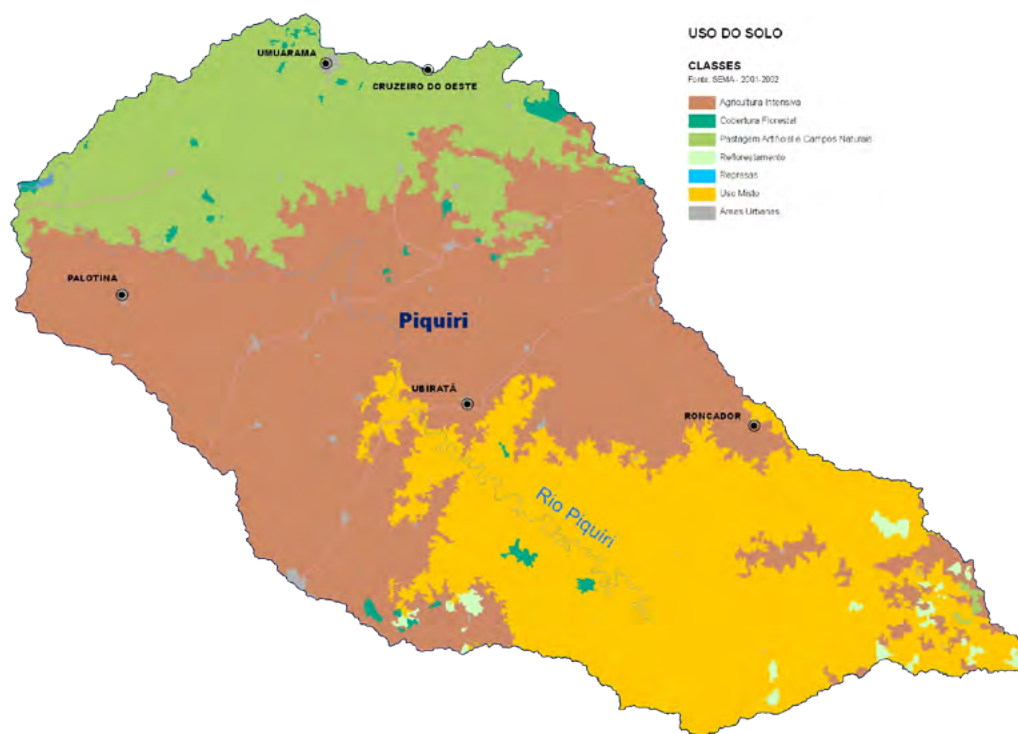 USO DO SOLO
CLASSES
Fonte: SEMA - 2001-2002
Agricultura Intensiva
Cobertura Florestal
Pastagem Artificial e Campos Naturais
Reflorestamento
Represas
Uso Misto
Áreas Urbanas
UMUARAMA
CRUZEIRO DO OESTE
PALOTINA
Piquiri
UBIRATÃ
RONCADOR
Rio Piquiri